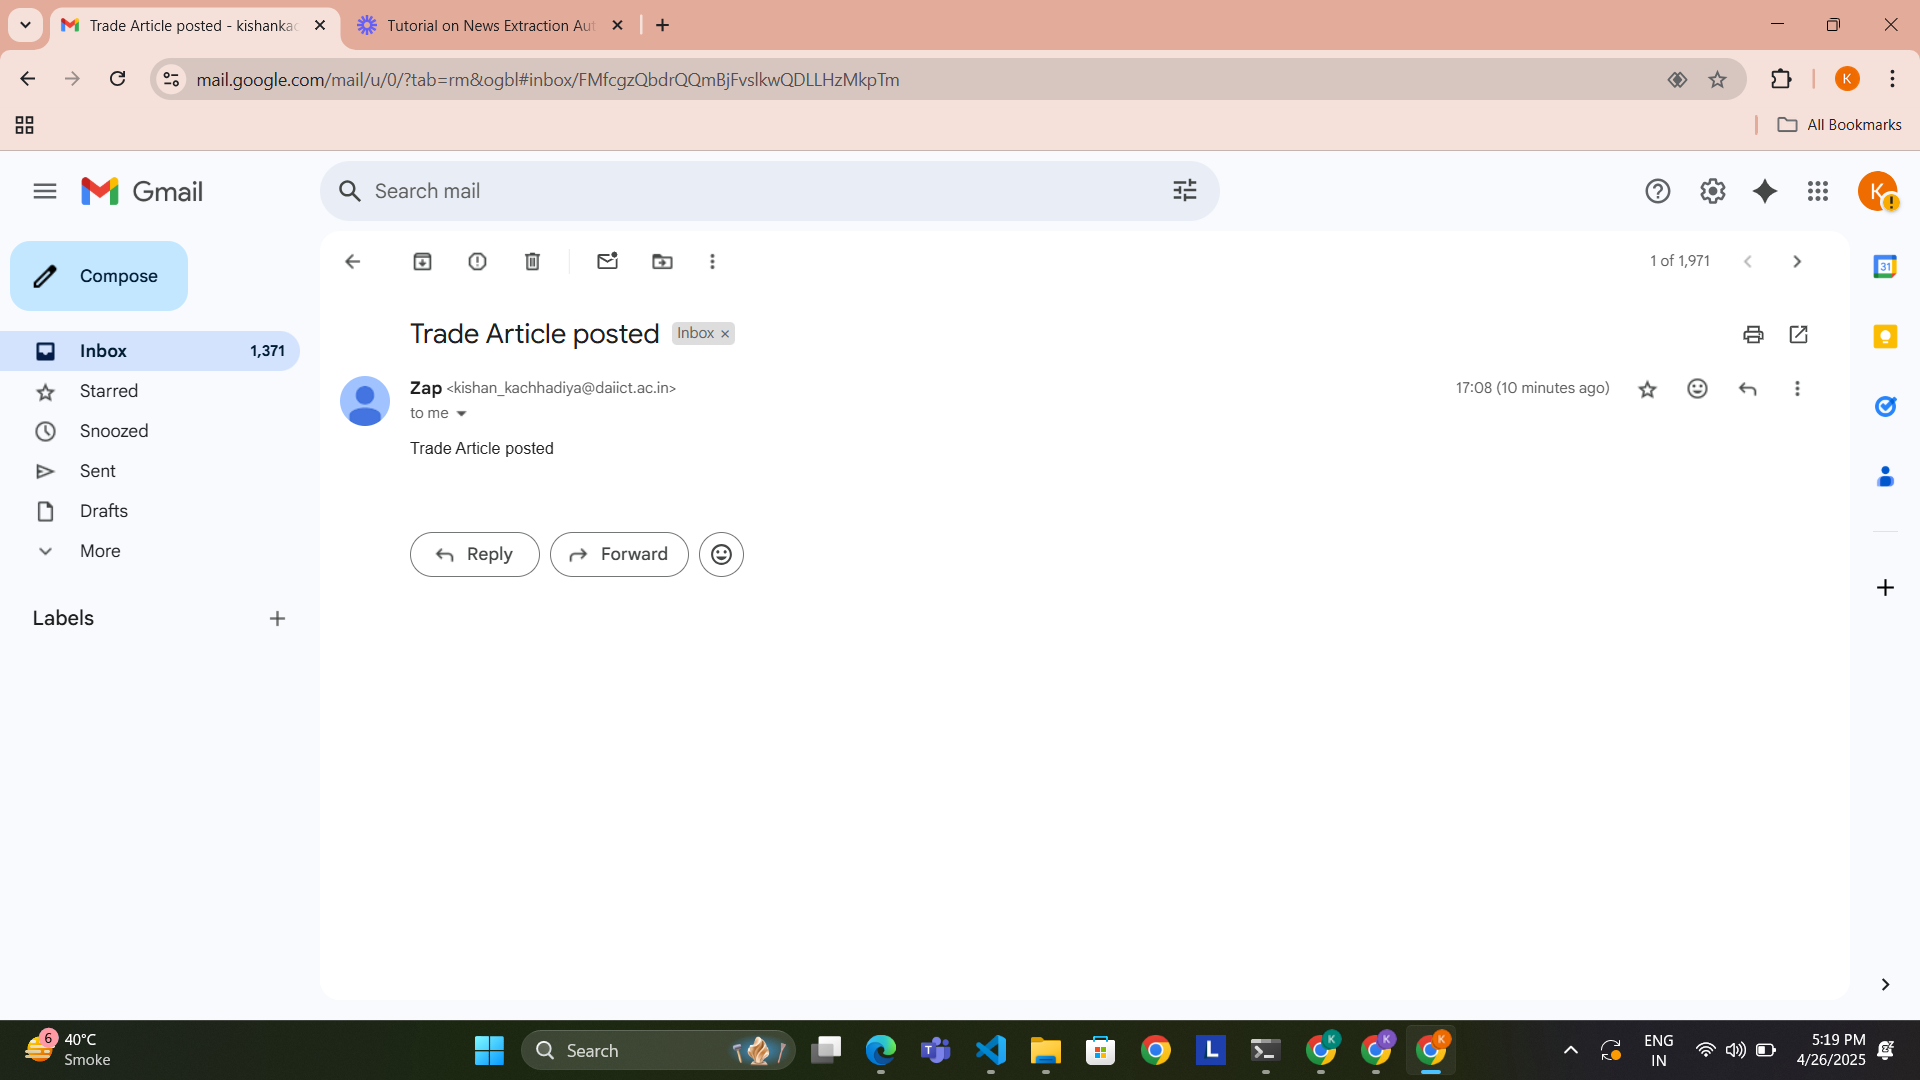 Trade Article posted - kishankac
Tutorial on News Extraction Aut
mail.google.com/mail/u/0/?tab=rm&ogbl#inbox/FMfcgzQbdrQQmBjFvslkwQDLLHzMkpTm
K
All Bookmarks
Gmail
Search mail
K
Compose
1 of 1,971
31
Trade Article posted
Inbox ×
Inbox 1,371
Zap <kishan_kachhadiya@daiict.ac.in>
17:08 (10 minutes ago)
to me
Starred
Snoozed
Trade Article posted
Sent
Drafts
More
Reply
Forward
Labels
6
40°C
Smoke
Search
L
K
K
K
ENG
IN
5:19 PM
4/26/2025